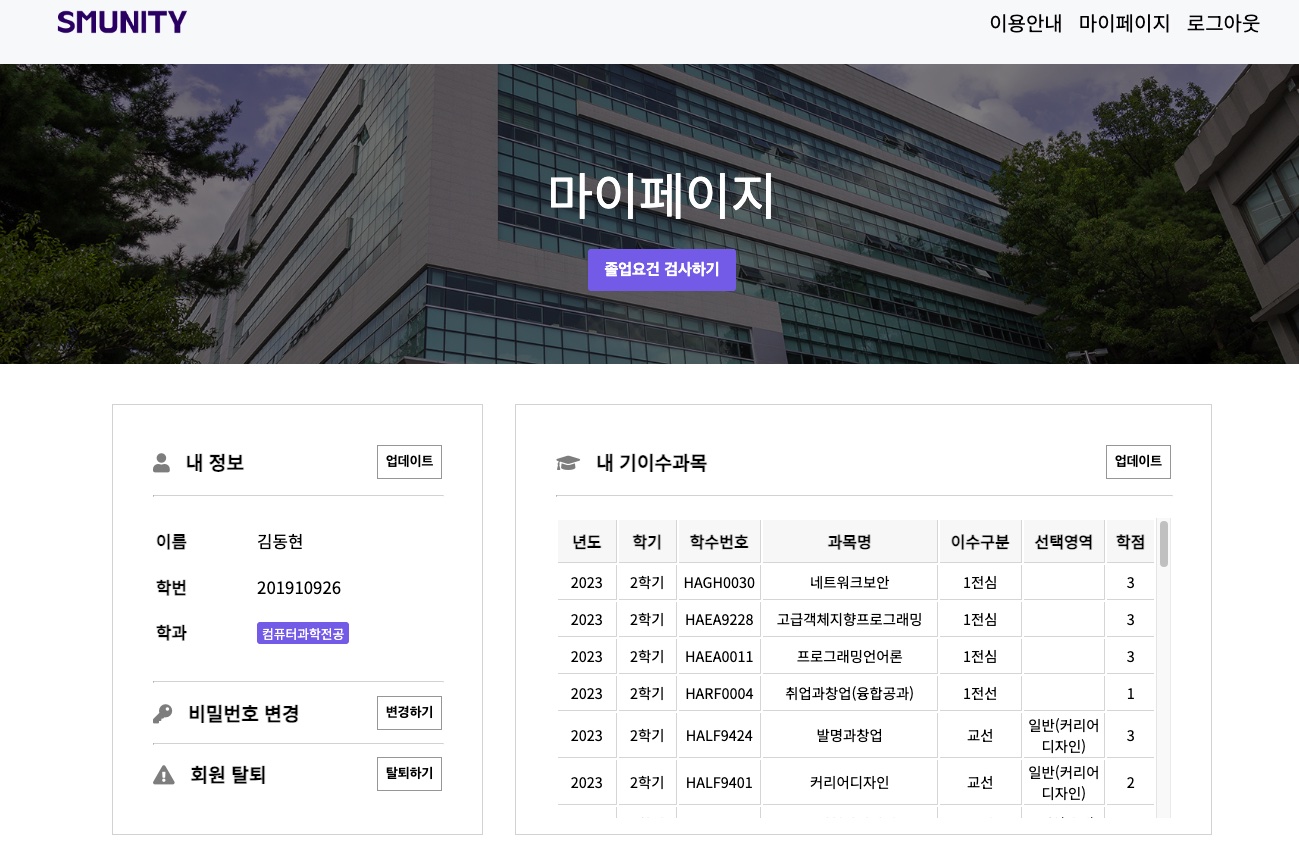 SMUNITY
이용안내 마이페이지 로그아웃
마이페이지
졸업요건 검사하기
내 정보 업데이트
이름 김동현
학번 201910926
학과 컴퓨터과학전공
비밀번호 변경 변경하기
회원 탈퇴 탈퇴하기
내 기이수과목 업데이트
년도 학기 학수번호 과목명 이수구분 선택영역 학점
2023 2학기 HAGH0030 네트워크보안 1전심 3
2023 2학기 HAEA9228 고급객체지향프로그래밍 1전심 3
2023 2학기 HAEA0011 프로그래밍언어론 1전심 3
2023 2학기 HARF0004 취업과창업(융합공과) 1전선 1
2023 2학기 HALF9424 발명과창업 교선 일반(커리어
디자인) 3
2023 2학기 HALF9401 커리어디자인 교선 일반(커리어
디자인) 2